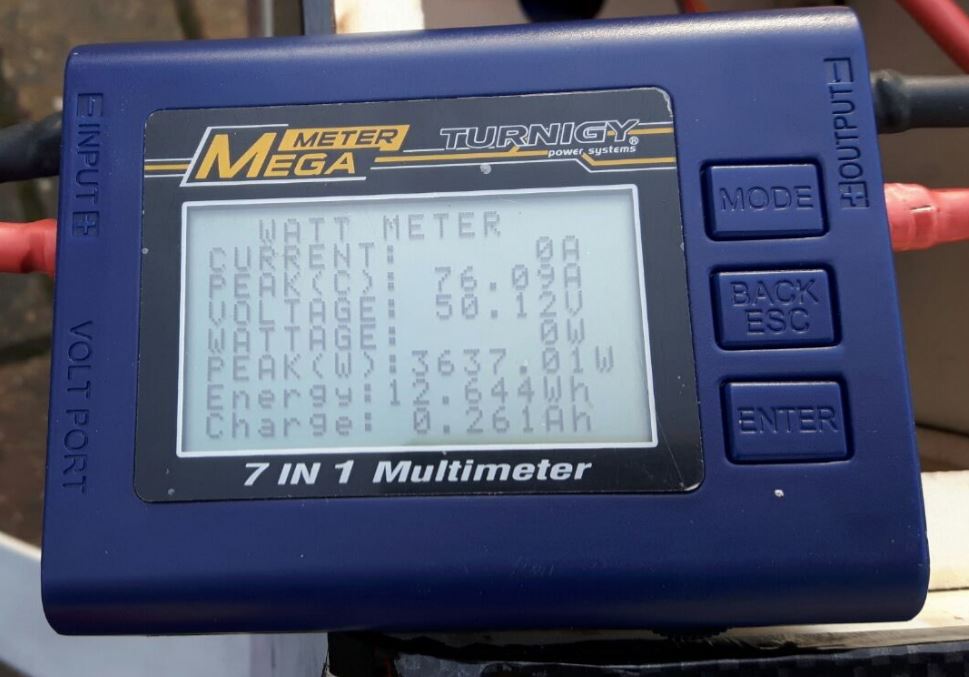 METER
MEGA
TURNIGY®
power systems
WATT METER
CURRENT: 0A
PEAK(C): 76.09A
VOLTAGE: 50.12V
WATTAGE: 0W
PEAK(W):3637.01W
Energy:12.644Wh
Charge: 0.261Ah
7 IN 1 Multimeter
- INPUT +
VOLT PORT
- OUTPUT +
MODE
BACK
ESC
ENTER